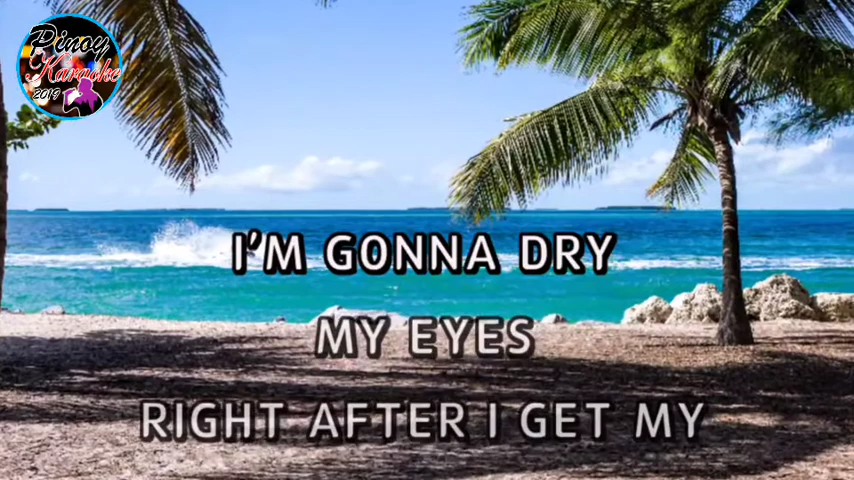 Pinoy
Karaoke
2019
I'M GONNA DRY
MY EYES
RIGHT AFTER I GET MY